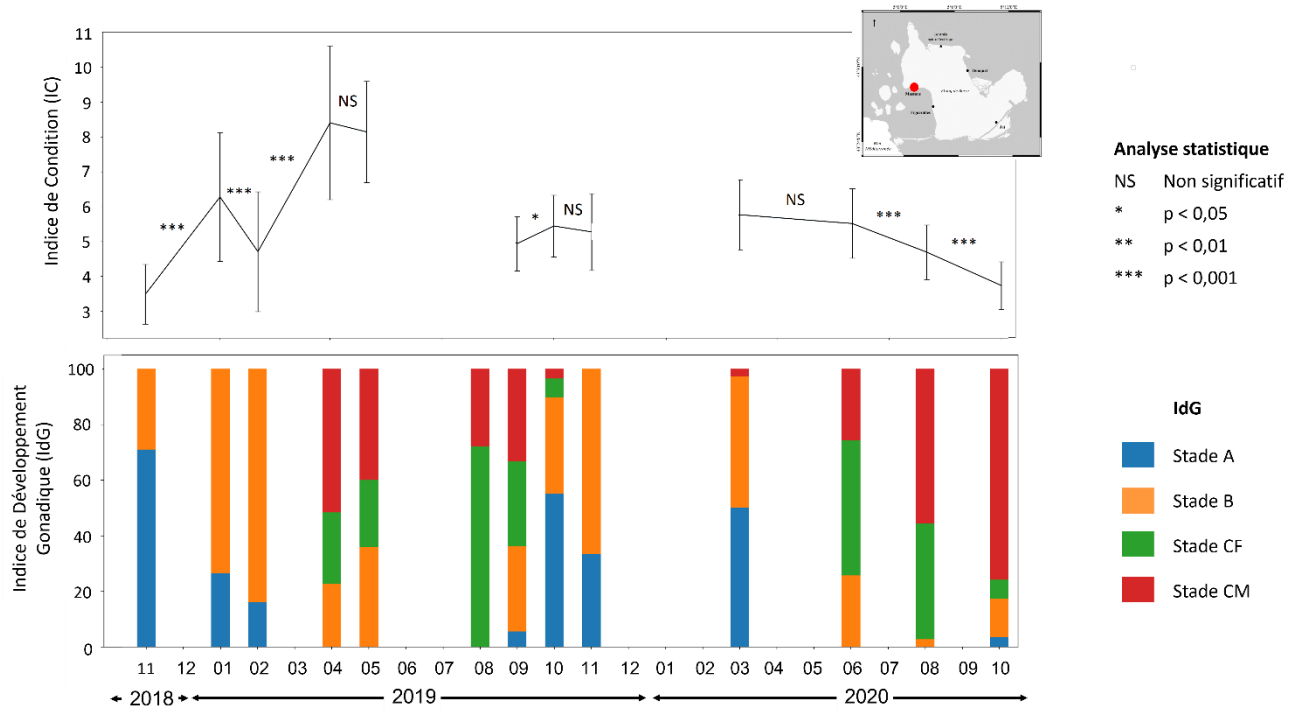 11
10
9
8
7
6
5
4
3
Indice de Condition (IC)
*** *** *** NS
* NS
NS *** ***
Analyse statistique
NS Non significatif
* p < 0,05
** p < 0,01
*** p < 0,001
100
80
60
40
20
0
Indice de Développement
Gonadique (IdG)
11 12 01 02 03 04 05 06 07 08 09 10 11 12 01 02 03 04 05 06 07 08 09 10
2018 2019 2020
IdG
Stade A
Stade B
Stade CF
Stade CM